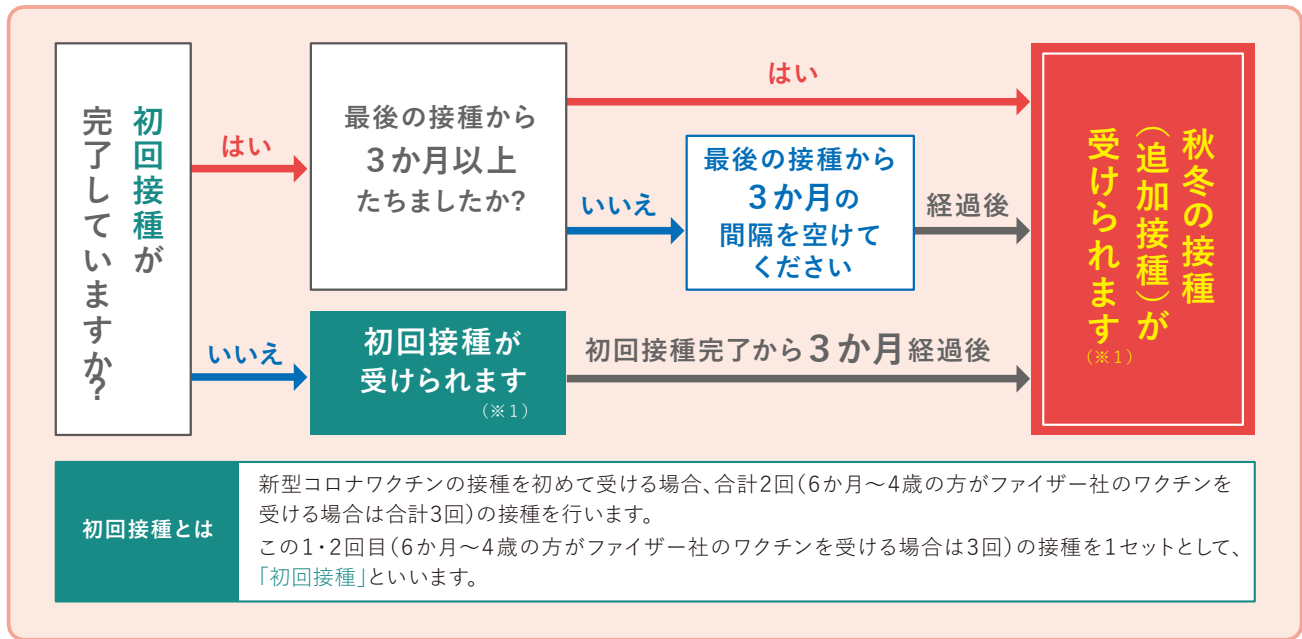 初回接種が
完了していますか?
はい
いいえ
最後の接種から
3か月以上
たちましたか?
はい
いいえ
最後の接種から
3か月の
間隔を空けて
ください
経過後
初回接種が
受けられます
(※1)
初回接種完了から3か月経過後
秋冬の接種
(追加接種)が
受けられます
(※1)
初回接種とは
新型コロナワクチンの接種を初めて受ける場合、合計2回(6か月~4歳の方がファイザー社のワクチンを
受ける場合は合計3回)の接種を行います。
この1・2回目(6か月~4歳の方がファイザー社のワクチンを受ける場合は3回)の接種を1セットとして、
「初回接種」といいます。